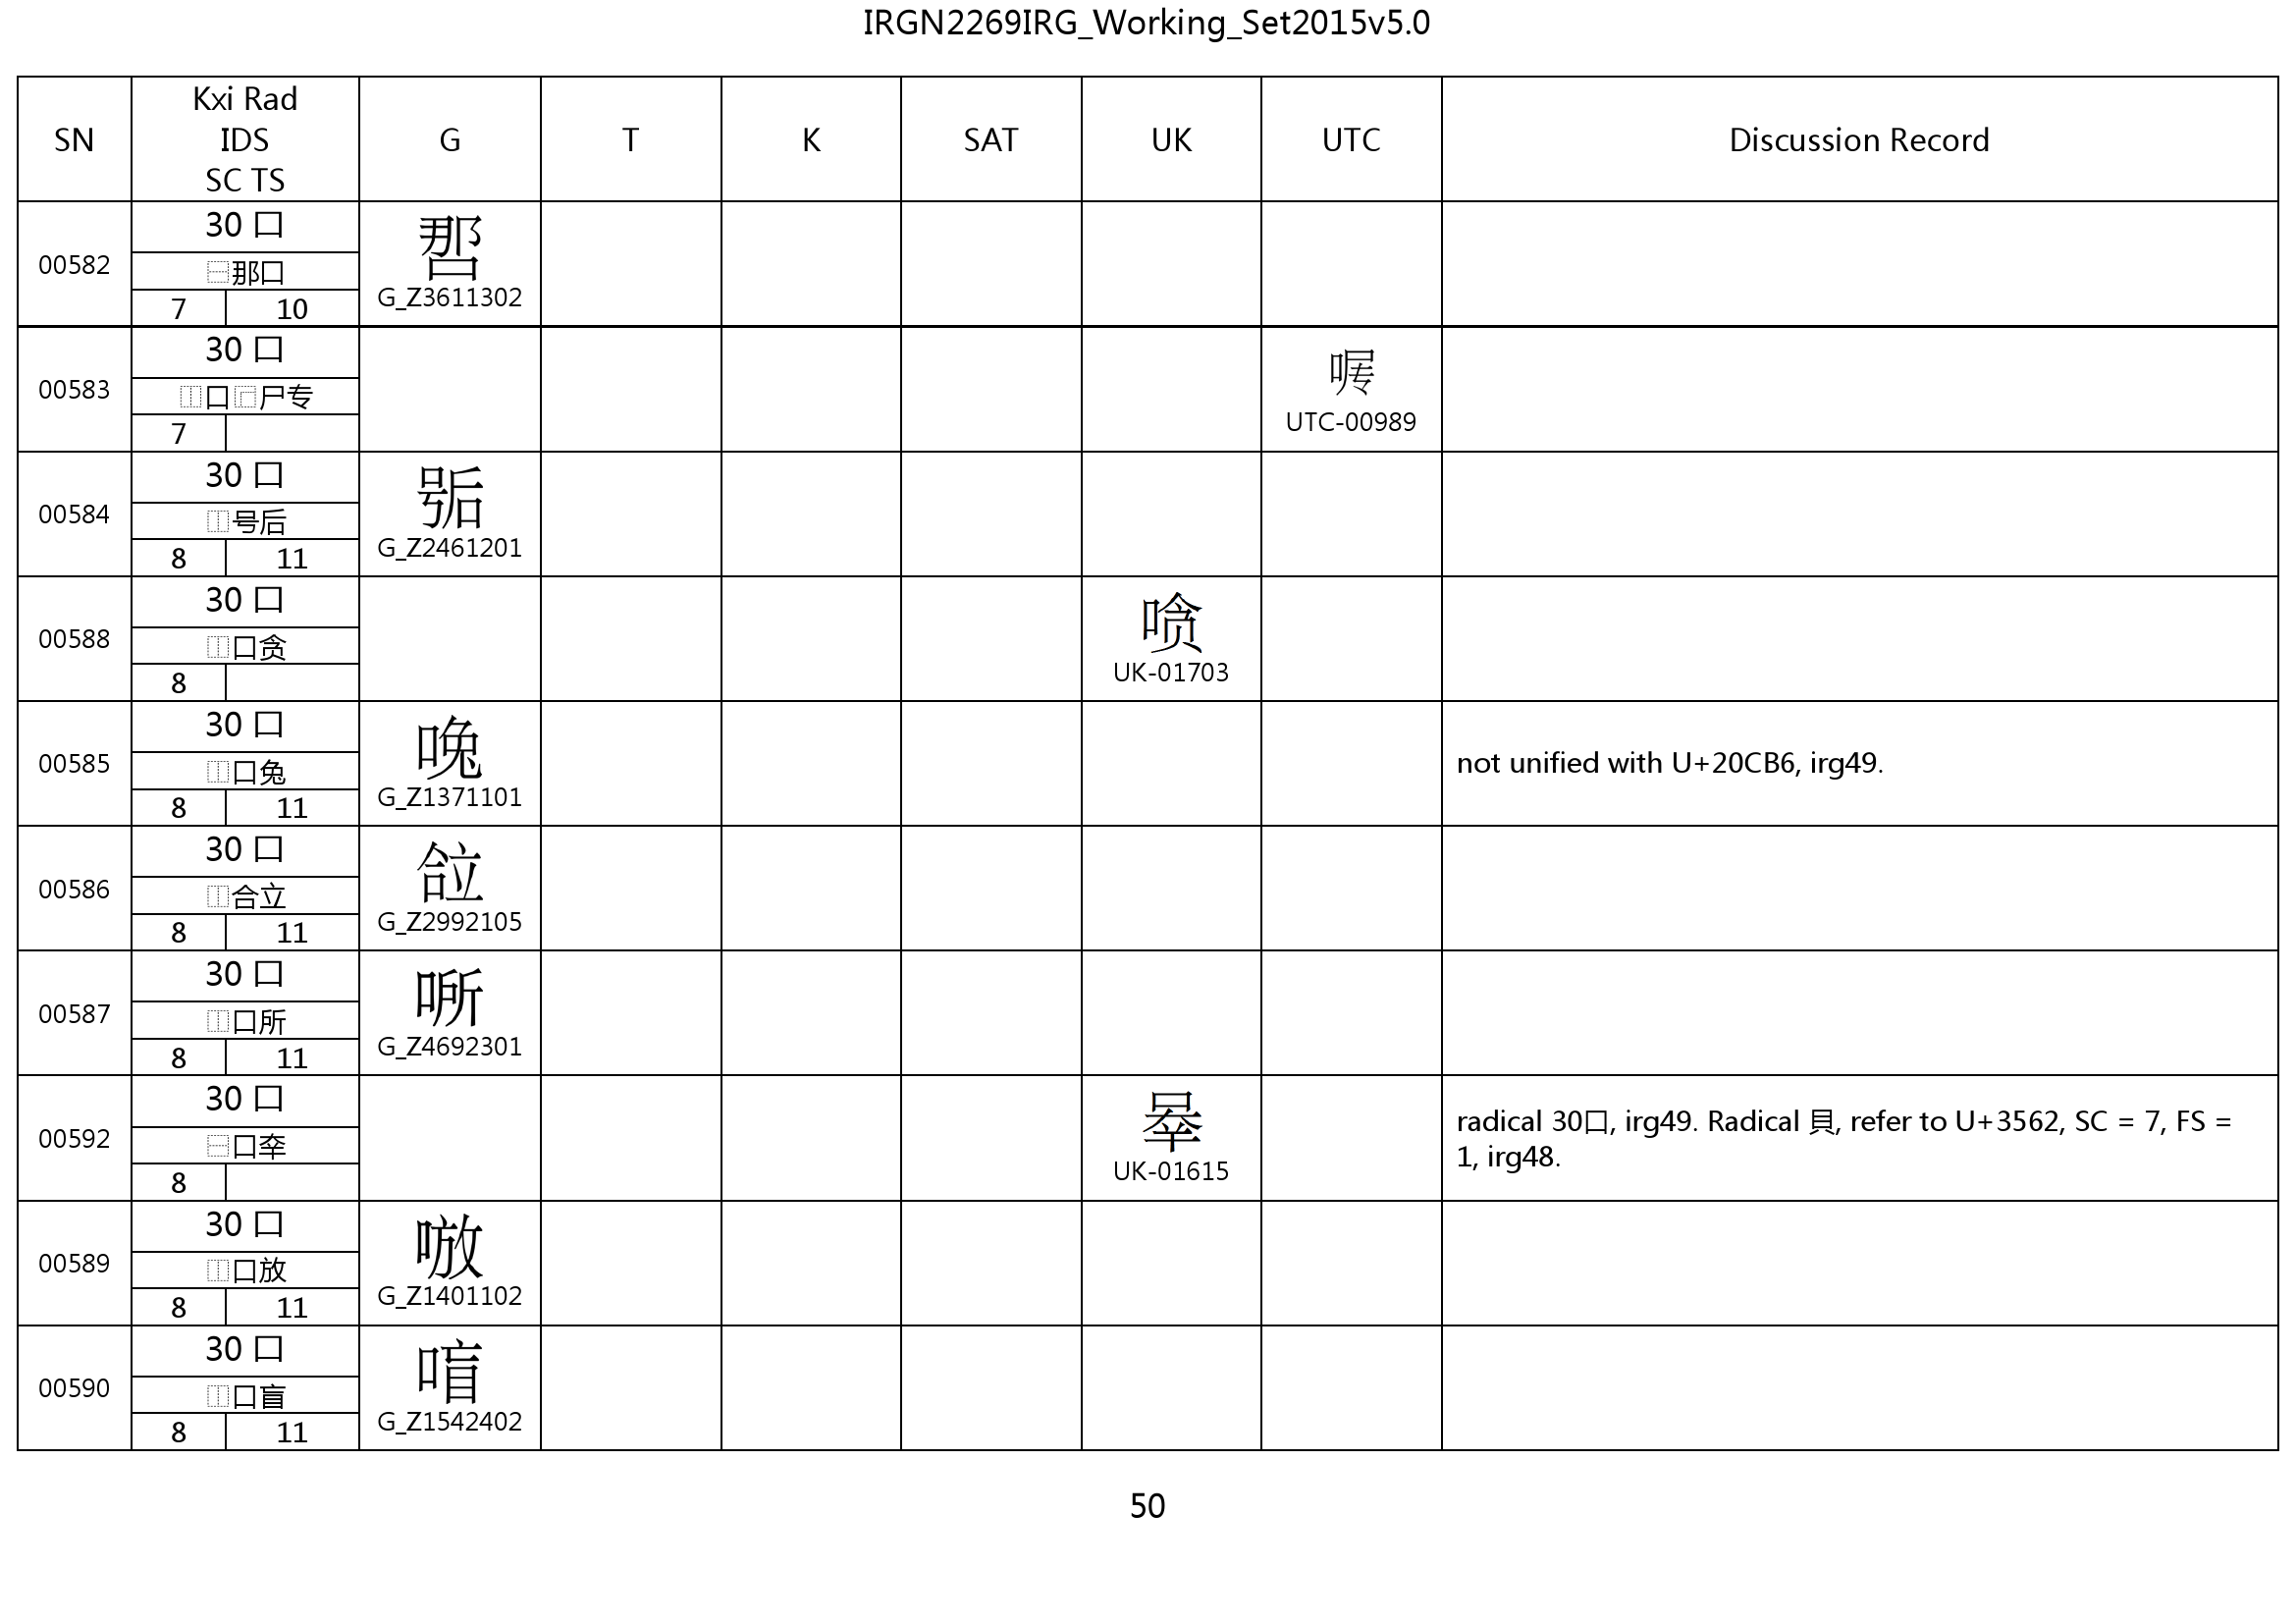 IRGN2269IRG_Working_Set2015v5.0
SN Kxi Rad IDS SC TS G T K SAT UK UTC Discussion Record
00582
30 口
⿱那口
7 10
G_Z3611302
00583
30 口
⿰口⿸尸专
7
UTC-00989
00584
30 口
⿰号后
8 11
G_Z2461201
00588
30 口
⿰口贪
8
UK-01703
00585
30 口
⿰口兔
8 11
G_Z1371101
not unified with U+20CB6, irg49.
00586
30 口
⿰合立
8 11
G_Z2992105
00587
30 口
⿰口所
8 11
G_Z4692301
00592
30 口
⿱口
8
UK-01615
radical 30口, irg49. Radical 貝, refer to U+3562, SC = 7, FS =
1, irg48.
00589
30 口
⿰口放
8 11
G_Z1401102
00590
30 口
⿰口盲
8 11
G_Z1542402
50